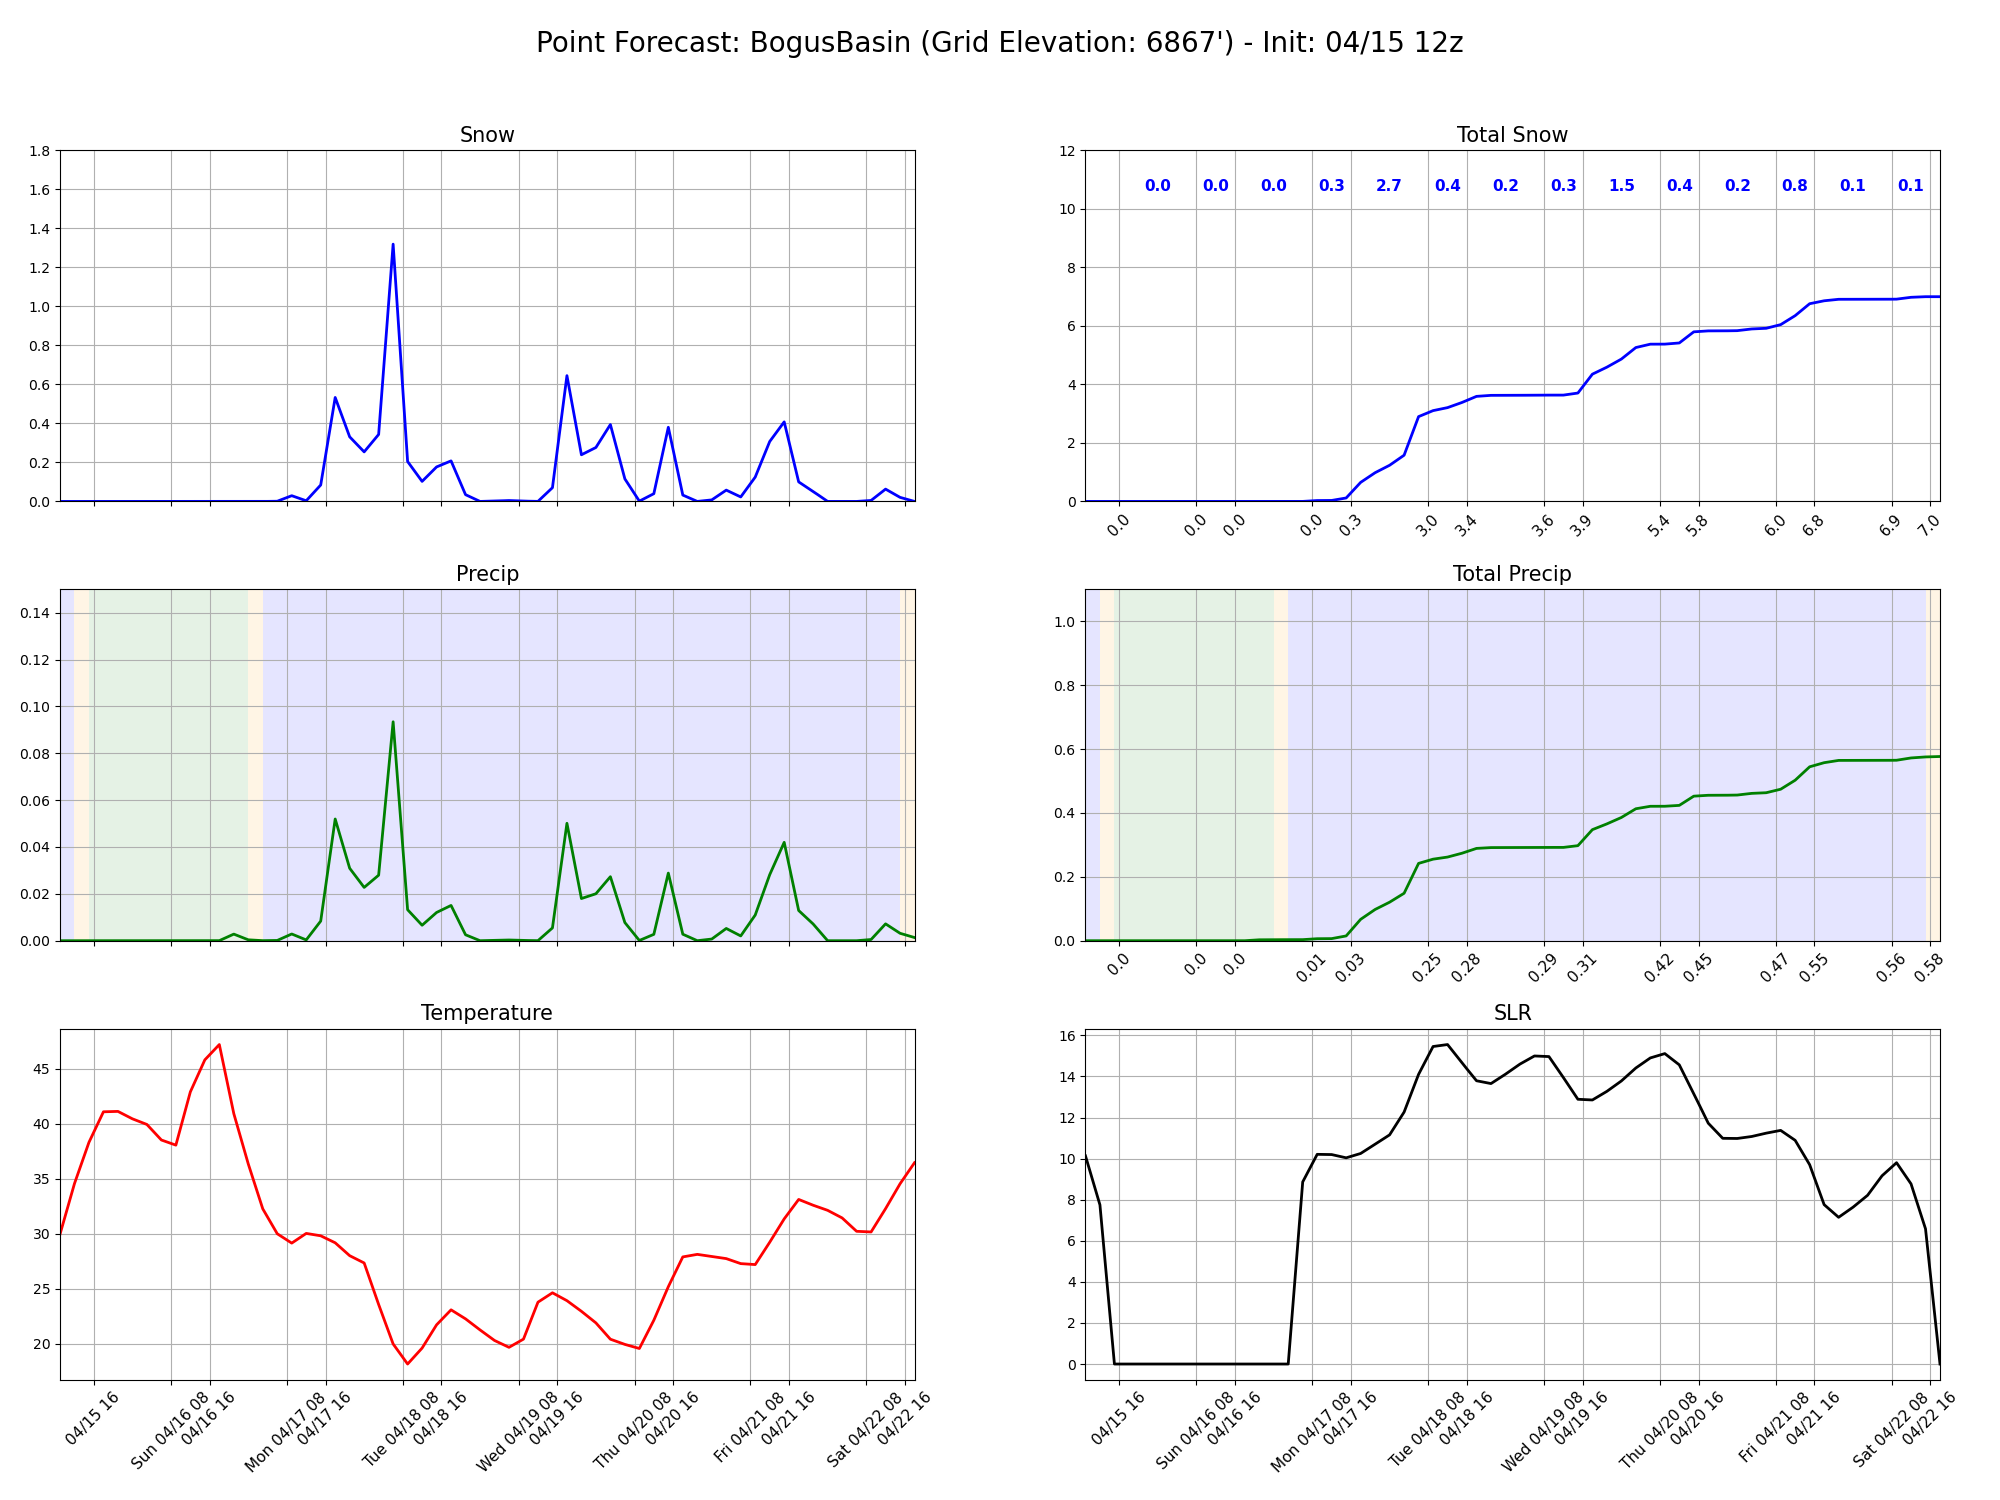 Point Forecast: BogusBasin (Grid Elevation: 6867') - Init: 04/15 12z
Snow
1.8
1.6
1.4
1.2
1.0
0.8
0.6
0.4
0.2
0.0
Total Snow
12
10
8
6
4
2
0
0.0 0.0 0.0 0.3 2.7 0.4 0.2 0.3 1.5 0.4 0.2 0.8 0.1 0.1
0.0 0.0 0.0 0.0 0.3 3.0 3.4 3.6 3.9 5.4 5.8 6.0 6.8 6.9 7.0
Precip
0.14
0.12
0.10
0.08
0.06
0.04
0.02
0.00
Total Precip
1.0
0.8
0.6
0.4
0.2
0.0
0.0 0.0 0.0 0.01 0.03 0.25 0.28 0.29 0.31 0.42 0.45 0.47 0.55 0.56 0.58
Temperature
45
40
35
30
25
20
04/15 16
Sun 04/16 08
04/16 16
Mon 04/17 08
04/17 16
Tue 04/18 08
04/18 16
Wed 04/19 08
04/19 16
Thu 04/20 08
04/20 16
Fri 04/21 08
04/21 16
Sat 04/22 08
04/22 16
SLR
16
14
12
10
8
6
4
2
0
04/15 16
Sun 04/16 08
04/16 16
Mon 04/17 08
04/17 16
Tue 04/18 08
04/18 16
Wed 04/19 08
04/19 16
Thu 04/20 08
04/20 16
Fri 04/21 08
04/21 16
Sat 04/22 08
04/22 16